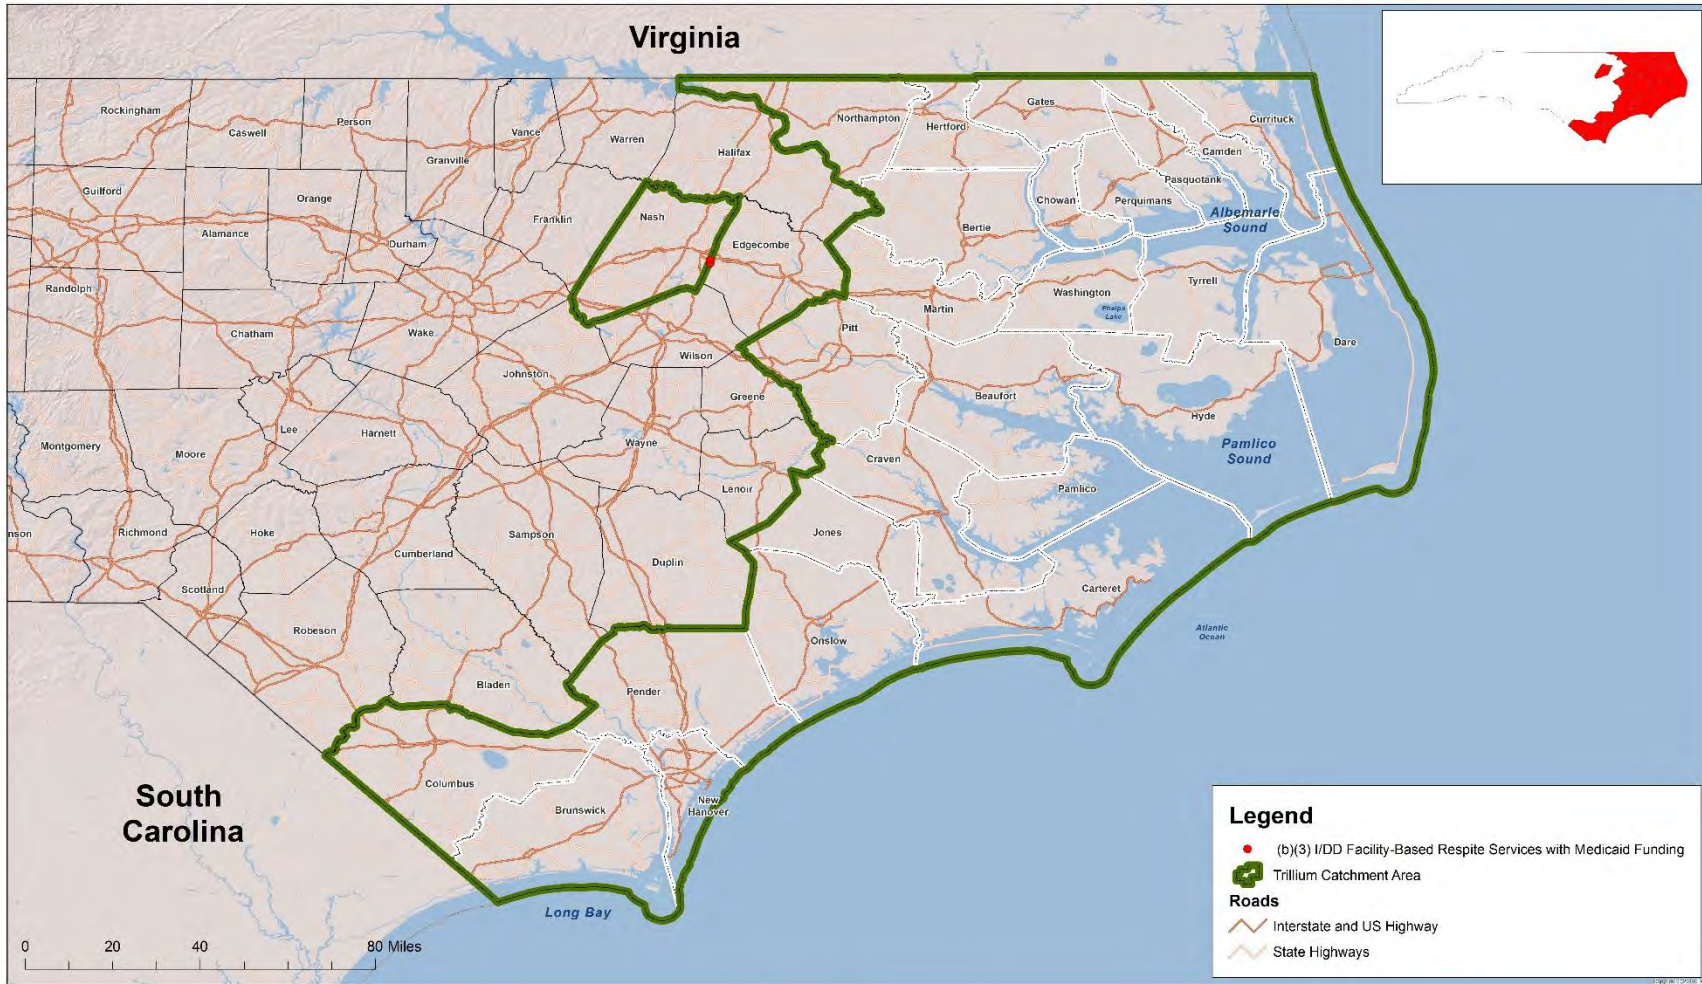 Virginia
Rockingham
Caswell
Person
Vance
Warren
Granville
Halifax
Northampton
Hertford
Gates
Currituck
Camden
Pasquotank
Guilford
Orange
Alamance
Durham
Franklin
Nash
Edgecombe
Bertie
Chowan
Perquimans
Albemarle
Sound
Randolph
Chatham
Wake
Johnston
Wilson
Greene
Pitt
Martin
Washington
Phelps
Lake
Tyrrell
Dare
Beaufort
Hyde
Pamlico
Sound
Montgomery
Moore
Lee
Harnett
Wayne
Lenoir
Craven
Pamlico
Jones
nson
Richmond
Hoke
Cumberland
Sampson
Duplin
Scotland
Robeson
Bladen
Pender
Onslow
Carteret
Atlantic
Ocean
Columbus
Brunswick
New
Hanover
South
Carolina
Long Bay
0 20 40 80 Miles
Legend
(b)(3) I/DD Facility-Based Respite Services with Medicaid Funding
Trillium Catchment Area
Roads
Interstate and US Highway
State Highways